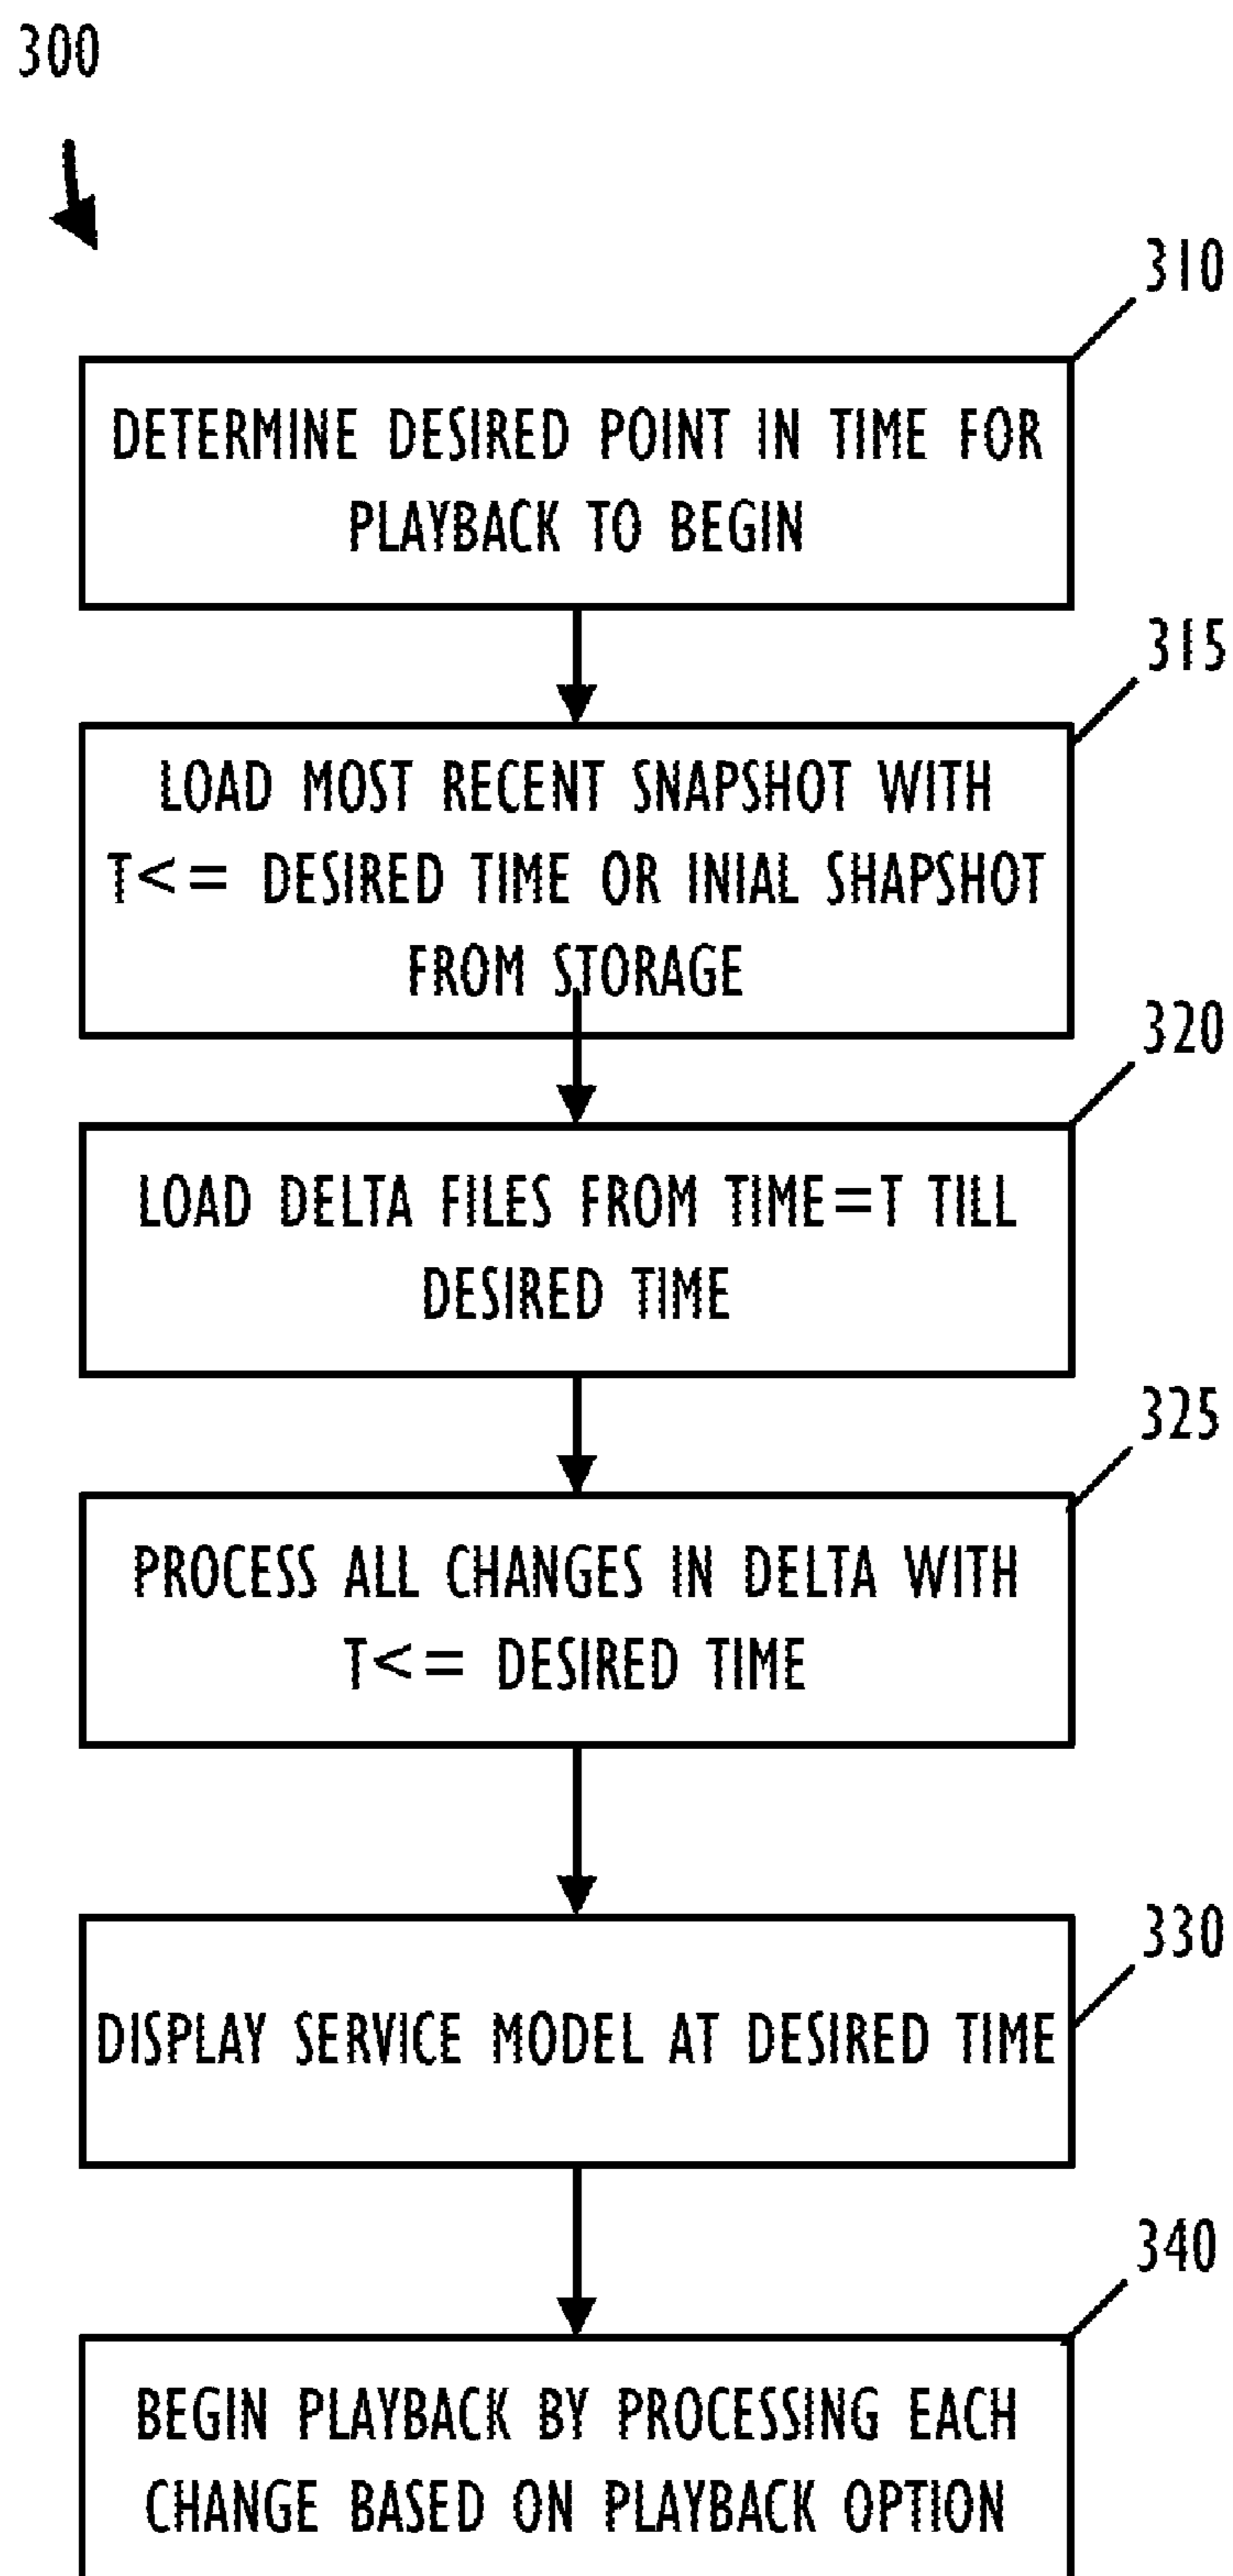 300
310
DETERMINE DESIRED POINT IN TIME FOR
PLAYBACK TO BEGIN
315
LOAD MOST RECENT SNAPSHOT WITH
T<= DESIRED TIME OR INIAL SHAPSHOT
FROM STORAGE
320
LOAD DELTA FILES FROM TIME=T TILL
DESIRED TIME
325
PROCESS ALL CHANGES IN DELTA WITH
T<= DESIRED TIME
330
DISPLAY SERVICE MODEL AT DESIRED TIME
340
BEGIN PLAYBACK BY PROCESSING EACH
CHANGE BASED ON PLAYBACK OPTION